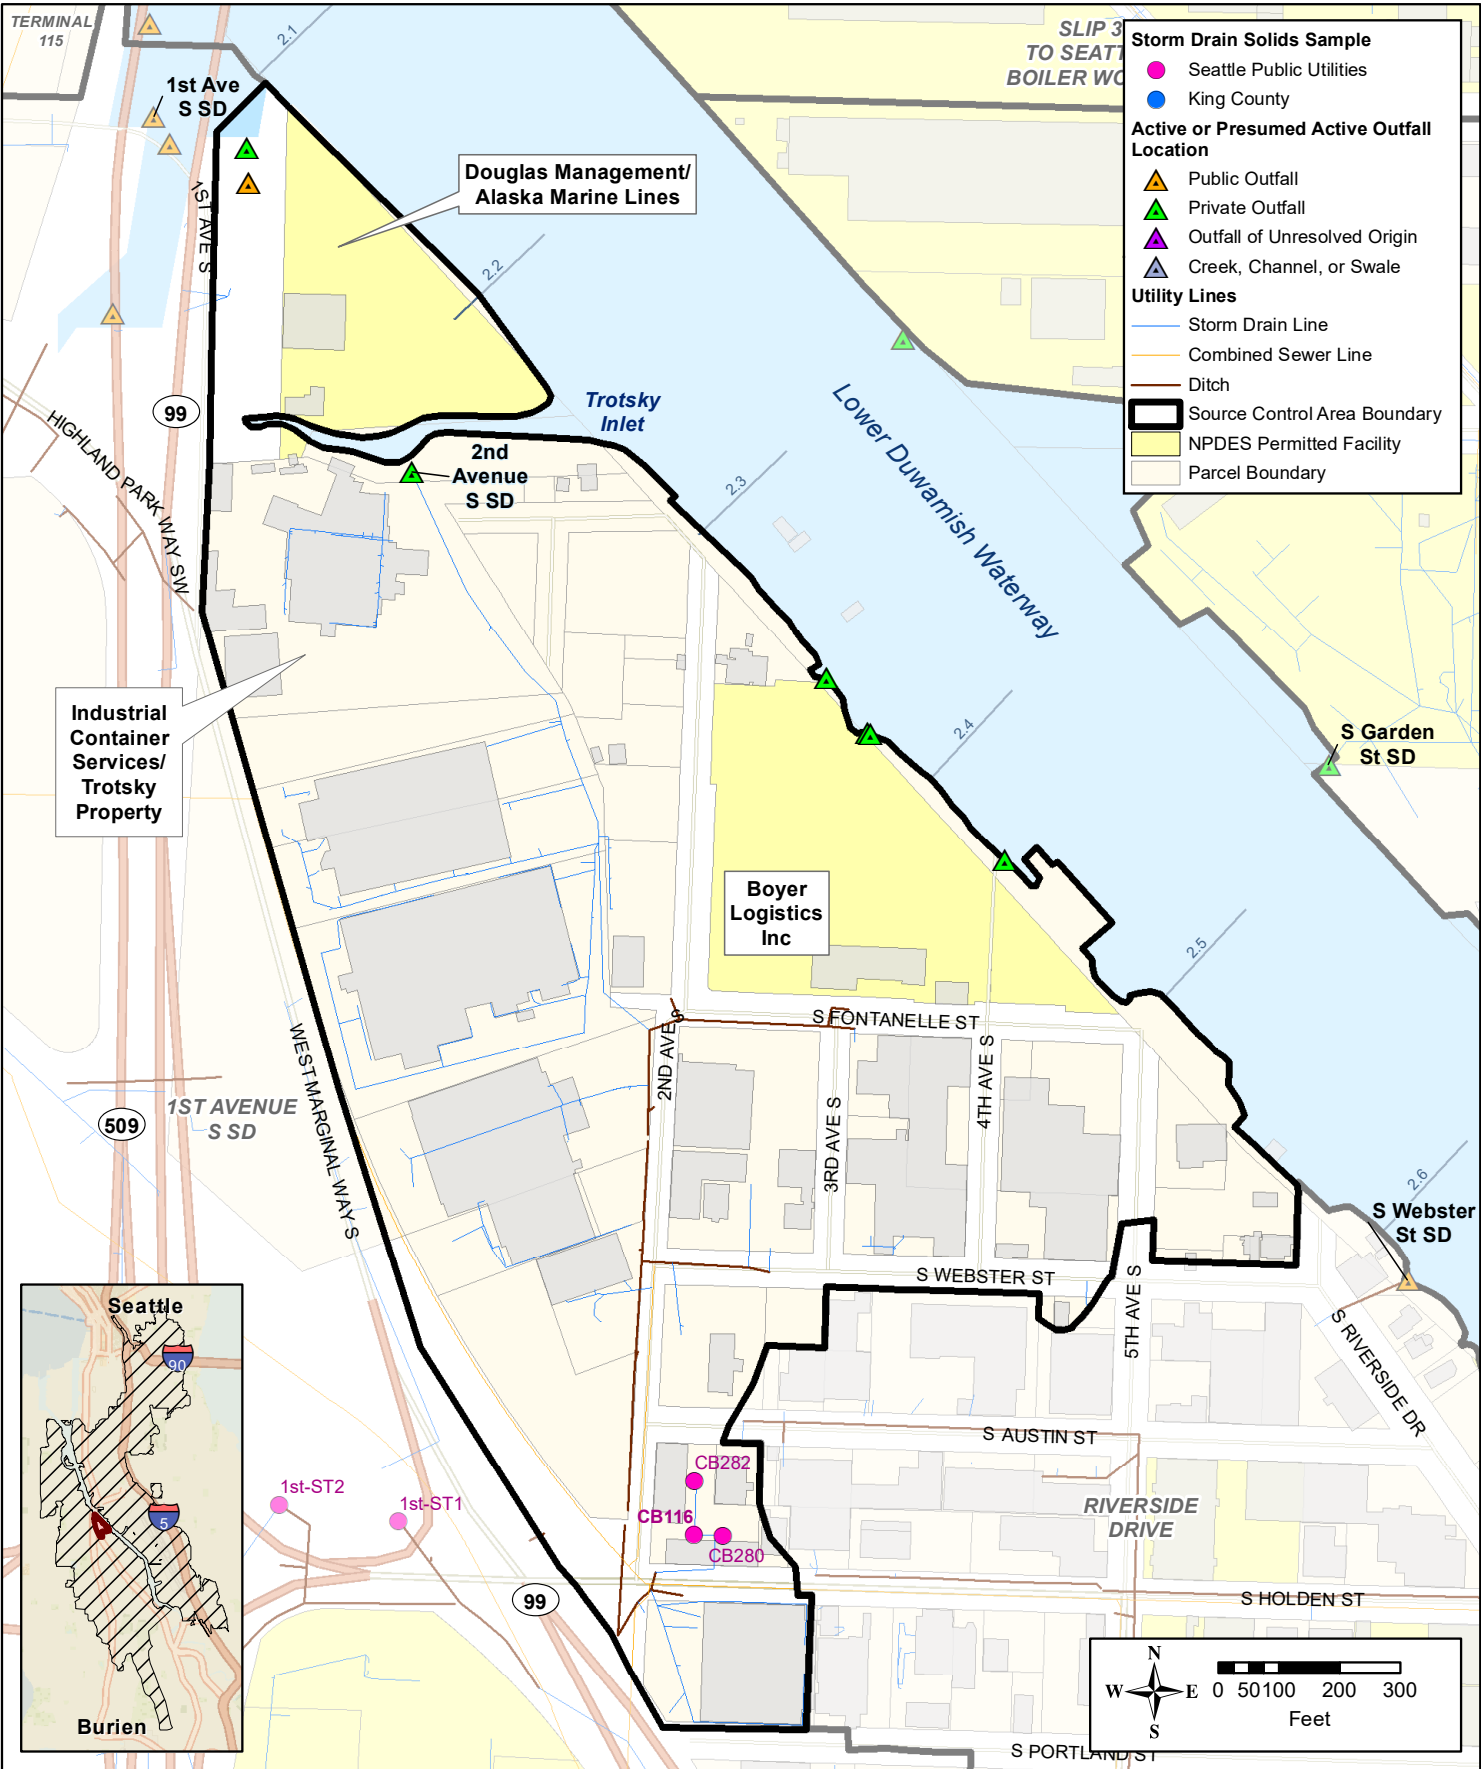 TERMINAL
115
2.1
1st Ave
S SD
1ST AVE S
Douglas Management/
Alaska Marine Lines
2.2
SLIP 3
TO SEATT
BOILER WO
Storm Drain Solids Sample
Seattle Public Utilities
King County
Active or Presumed Active Outfall
Location
Public Outfall
Private Outfall
Outfall of Unresolved Origin
Creek, Channel, or Swale
Utility Lines
Storm Drain Line
Combined Sewer Line
Ditch
Source Control Area Boundary
NPDES Permitted Facility
Parcel Boundary
99
HIGHLAND PARK WAY SW
Trotsky
Inlet
2nd
Avenue
S SD
2.3
Lower Duwamish Waterway
Industrial
Container
Services/
Trotsky
Property
2.4
S Garden
St SD
Boyer
Logistics
Inc
2.5
S FONTANELLE ST
2ND AVE S
3RD AVE S
4TH AVE S
WEST MARGINAL WAY S
509
1ST AVENUE
S SD
2.6
S Webster
St SD
S WEBSTER ST
5TH AVE S
S RIVERSIDE DR
S AUSTIN ST
RIVERSIDE
DRIVE
CB282
CB116
CB280
1st-ST2
1st-ST1
99
S HOLDEN ST
S PORTLAND ST
Seattle
90
5
Burien
N
W
E
S
0 50 100 200 300
Feet